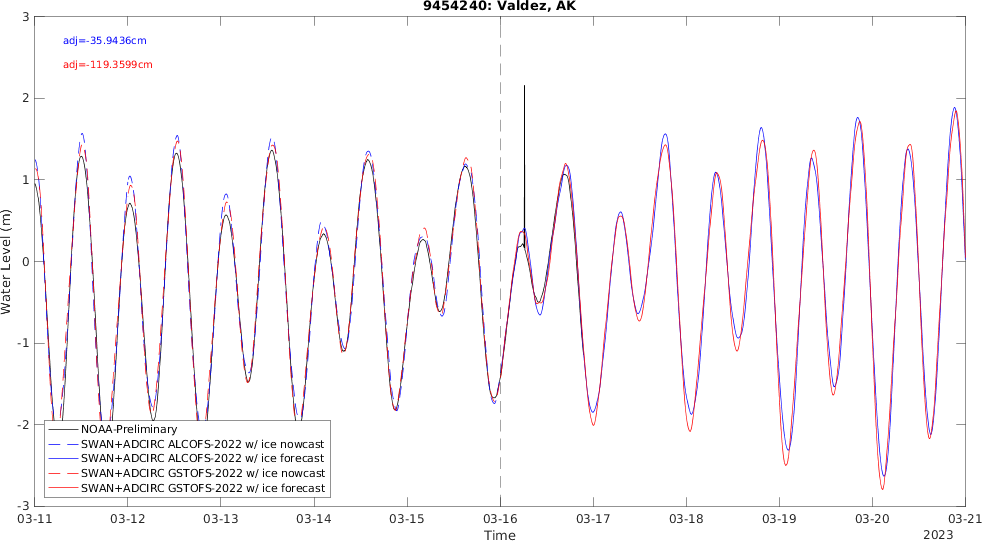 9454240: Valdez, AK
adj=-35.9436cm
adj=-119.3599cm
Water Level (m)
3
2
1
0
-1
-2
-3
NOAA-Preliminary
SWAN+ADCIRC ALCOFS-2022 w/ ice nowcast
SWAN+ADCIRC ALCOFS-2022 w/ ice forecast
SWAN+ADCIRC GSTOFS-2022 w/ ice nowcast
SWAN+ADCIRC GSTOFS-2022 w/ ice forecast
03-11 03-12 03-13 03-14 03-15 03-16 03-17 03-18 03-19 03-20 03-21
Time
2023